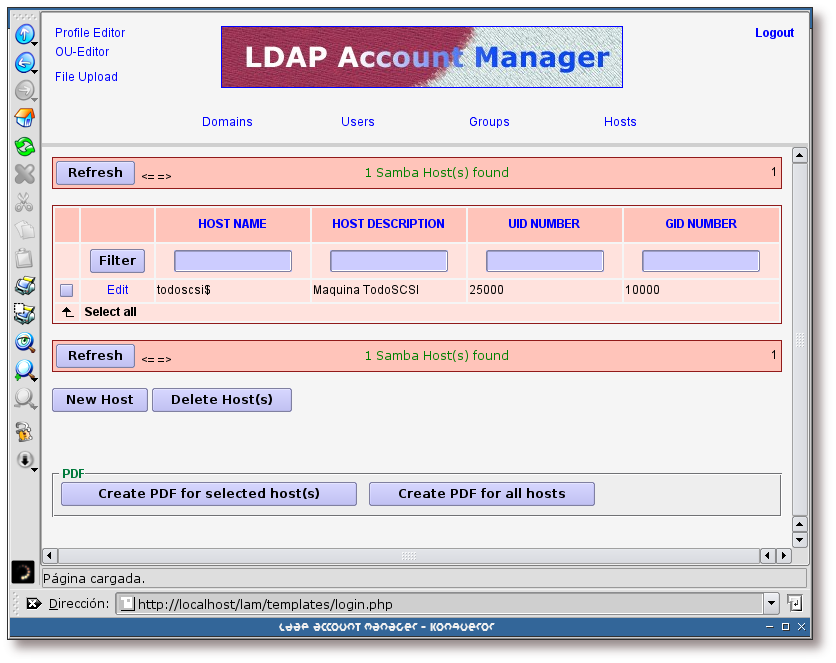 Profile Editor
Logout
OU-Editor
File Upload
LDAP Account Manager
Domains Users Groups Hosts
Refresh <= => 1 Samba Host(s) found 1
HOST NAME HOST DESCRIPTION UID NUMBER GID NUMBER
Filter
Edit todoscsi$ Maquina TodoSCSI 25000 10000
Select all
Refresh <= => 1 Samba Host(s) found 1
New Host Delete Host(s)
PDF
Create PDF for selected host(s) Create PDF for all hosts
Página cargada.
Dirección: http://localhost/lam/templates/login.php
LDAP Account Manager - Konqueror